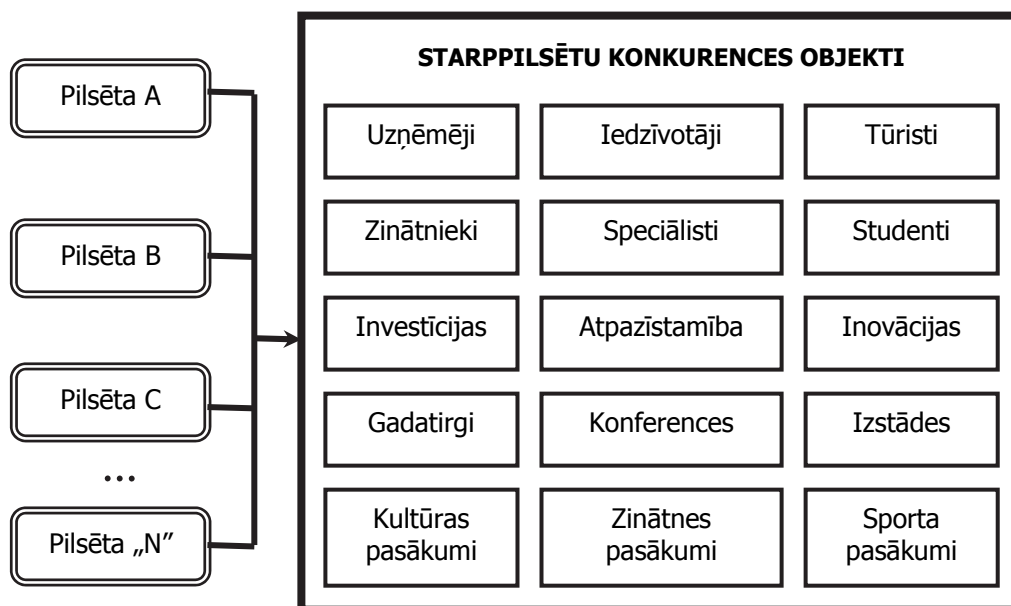 STARPPILSĒTU KONKURENCES OBJEKTI
Pilsēta A
Pilsēta B
Pilsēta C
...
Pilsēta „N”
Uzņēmēji
Iedzīvotāji
Tūristi
Zinātnieki
Speciālisti
Studenti
Investīcijas
Atpazīstamība
Inovācijas
Gadatirgi
Konferences
Izstādes
Kultūras
pasākumi
Zinātnes
pasākumi
Sporta
pasākumi